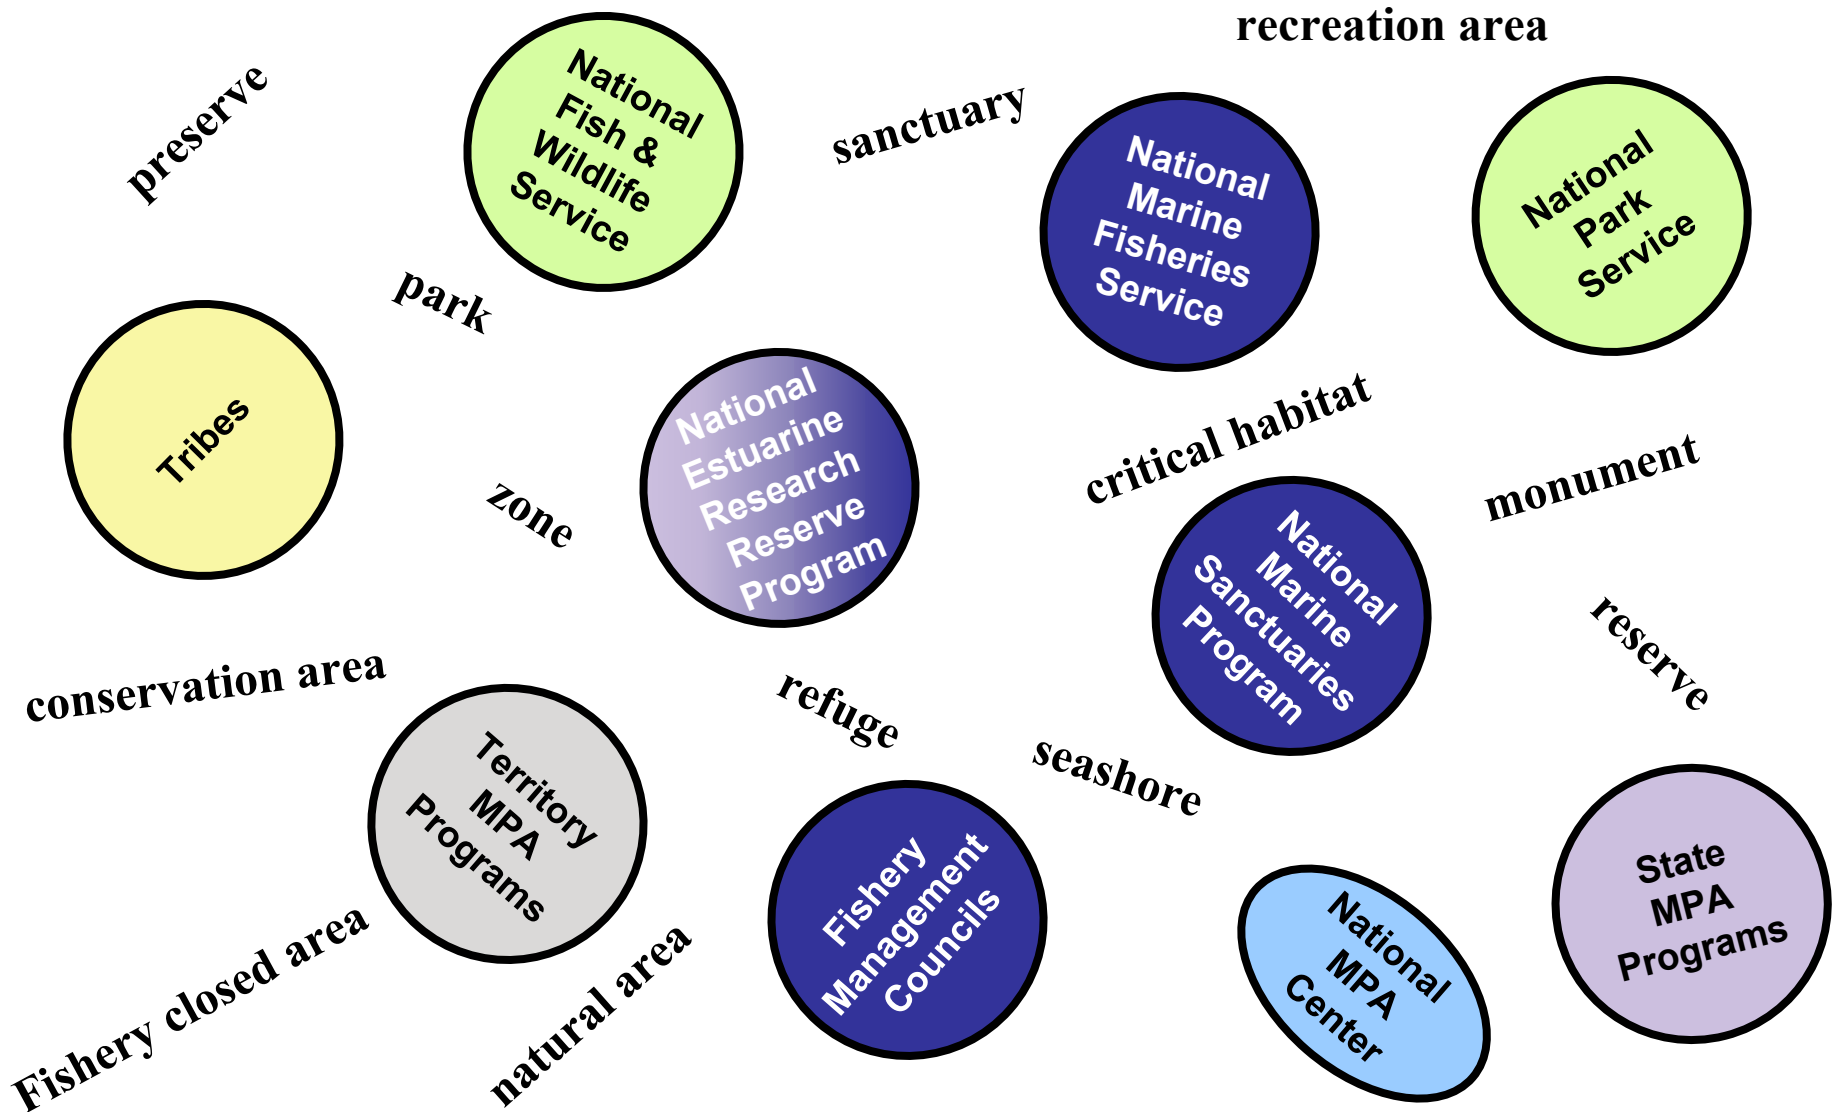 recreation area
preserve
National
Fish &
Wildlife
Service
sanctuary
National
Marine
Fisheries
Service
National
Park
Service
park
Tribes
National
Estuarine
Research
Reserve
Program
critical habitat
monument
zone
National
Marine
Sanctuaries
Program
reserve
conservation area
refuge
Territory
MPA
Programs
seashore
Fishery
Management
Councils
State
MPA
Programs
National
MPA
Center
Fishery closed area
natural area